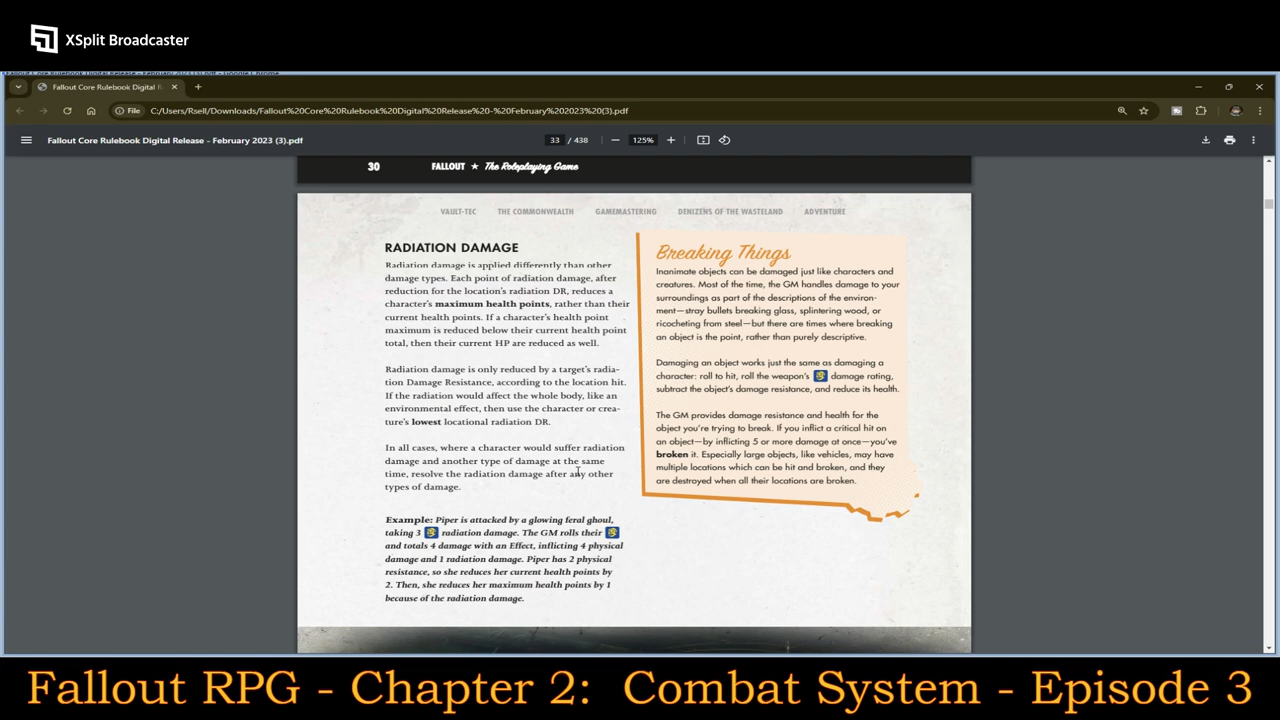 XSplit Broadcaster
Fallout Core Rulebook Digital Release - February 2023 (3).pdf - Google Chrome
Fallout Core Rulebook Digital R
File
C:/Users/Rsell/Downloads/Fallout%20Core%20Rulebook%20Digital%20Release%20-%20February%202023%20(3).pdf
Fallout Core Rulebook Digital Release - February 2023 (3).pdf
33 / 438
125%
30 FALLOUT ★ The Roleplaying Game
VAULT-TEC THE COMMONWEALTH GAMEMASTERING DENIZENS OF THE WASTELAND ADVENTURE
RADIATION DAMAGE
Radiation damage is applied differently than other
damage types. Each point of radiation damage, after
reduction for the location's radiation DR, reduces a
character's maximum health points, rather than their
current health points. If a character's health point
maximum is reduced below their current health point
total, then their current HP are reduced as well.
Radiation damage is only reduced by a target's radia-
tion Damage Resistance, according to the location hit.
If the radiation would affect the whole body, like an
environmental effect, then use the character or crea-
ture's lowest locational radiation DR.
In all cases, where a character would suffer radiation
damage and another type of damage at the same
time, resolve the radiation damage after any other
types of damage.
Example: Piper is attacked by a glowing feral ghoul,
taking 3 radiation damage. The GM rolls their
and totals 4 damage with an Effect, inflicting 4 physical
damage and 1 radiation damage. Piper has 2 physical
resistance, so she reduces her current health points by
2. Then, she reduces her maximum health points by 1
because of the radiation damage.
Breaking Things
Inanimate objects can be damaged just like characters and
creatures. Most of the time, the GM handles damage to your
surroundings as part of the descriptions of the environ-
ment—stray bullets breaking glass, splintering wood, or
ricocheting from steel—but there are times where breaking
an object is the point, rather than purely descriptive.
Damaging an object works just the same as damaging a
character: roll to hit, roll the weapon's damage rating,
subtract the object's damage resistance, and reduce its health.
The GM provides damage resistance and health for the
object you're trying to break. If you inflict a critical hit on
an object—by inflicting 5 or more damage at once—you've
broken it. Especially large objects, like vehicles, may have
multiple locations which can be hit and broken, and they
are destroyed when all their locations are broken.
Fallout RPG - Chapter 2: Combat System - Episode 3